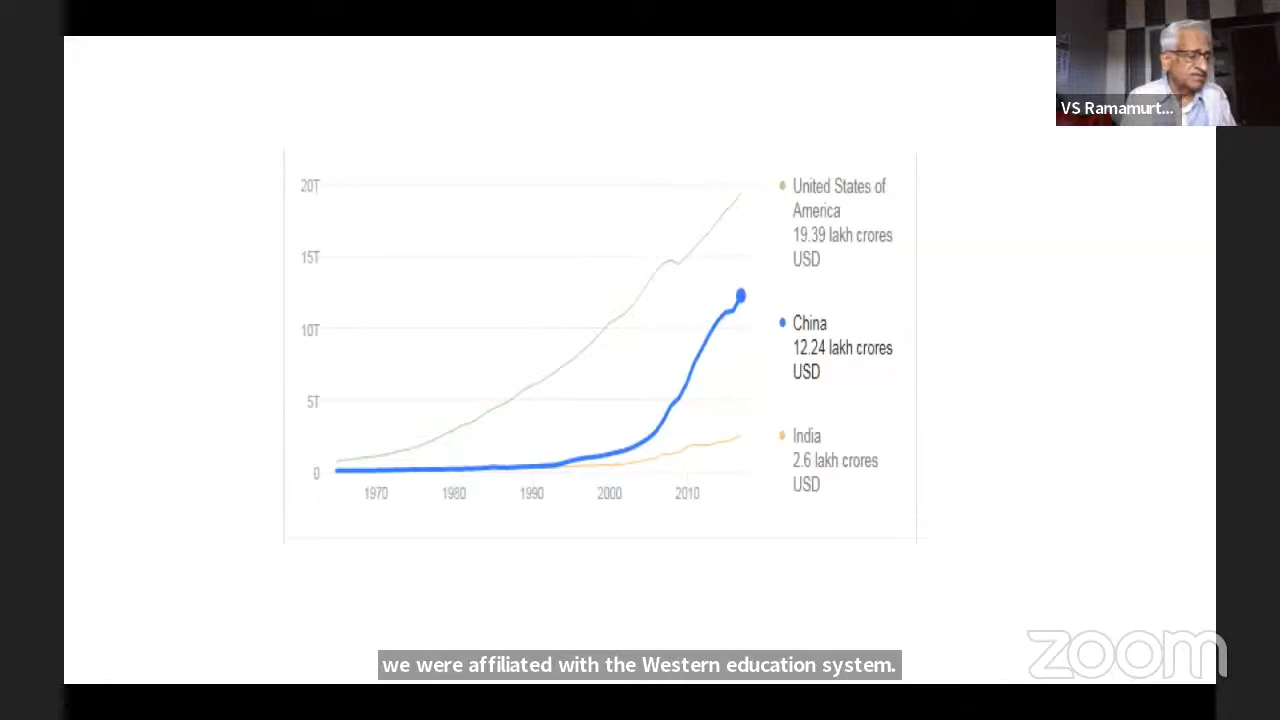 VS Ramamurt...
20T
15T
10T
5T
0
1970 1980 1990 2000 2010
United States of
America
19.39 lakh crores
USD
China
12.24 lakh crores
USD
India
2.6 lakh crores
USD
we were affiliated with the Western education system.
zoom